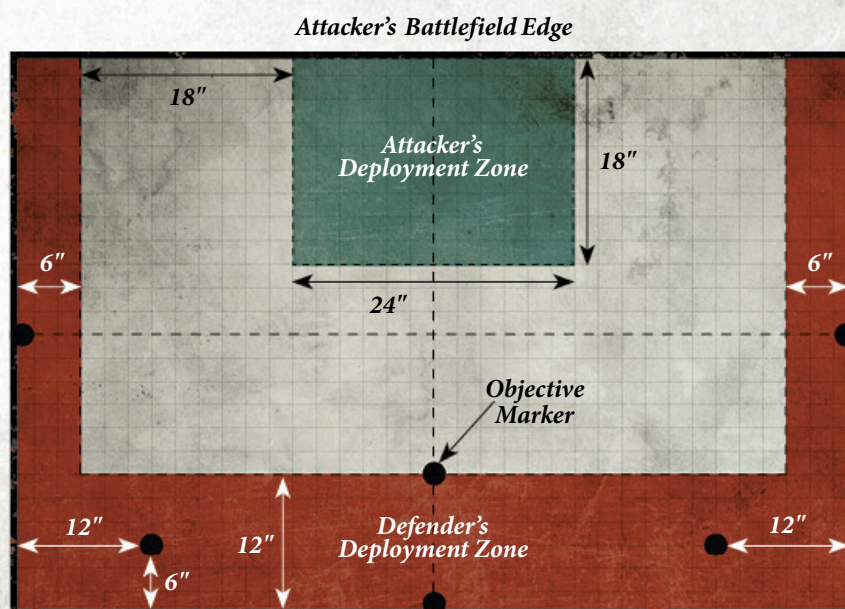 Attacker's Battlefield Edge
18"
Attacker's
Deployment Zone
18"
6"
24"
6"
Objective
Marker
12"
12"
Defender's
Deployment Zone
12"
6"